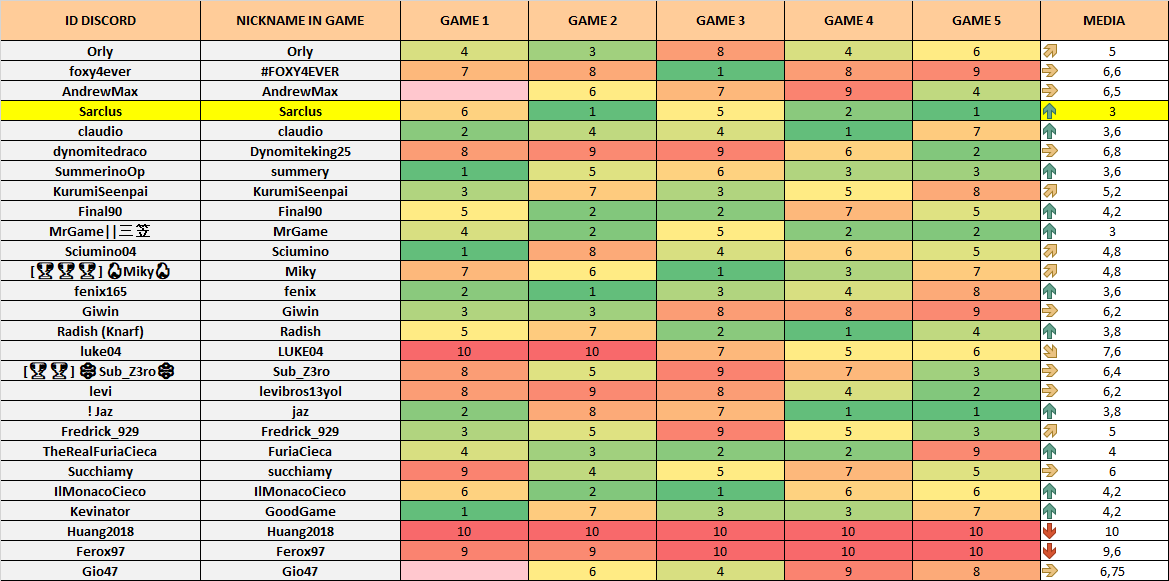 ID DISCORD NICKNAME IN GAME GAME 1 GAME 2 GAME 3 GAME 4 GAME 5 MEDIA
Orly Orly 4 3 8 4 6 5
foxy4ever #FOXY4EVER 7 8 1 8 9 6,6
AndrewMax AndrewMax 6 7 9 4 6,5
Sarclus Sarclus 6 1 5 2 1 3
claudio claudio 2 4 4 1 7 3,6
dynomitedraco Dynomiteking25 8 9 9 6 2 6,8
SummerinoOp summery 1 5 6 3 3 3,6
KurumiSeenpai KurumiSeenpai 3 7 3 5 8 5,2
Final90 Final90 5 2 2 7 5 4,2
MrGame||三笠 MrGame 4 2 5 2 2 3
Sciumino04 Sciumino 1 8 4 6 5 4,8
[🏆🏆🏆] Miky Miky 7 6 1 3 7 4,8
fenix165 fenix 2 1 3 4 8 3,6
Giwin Giwin 3 3 8 8 9 6,2
Radish (Knarf) Radish 5 7 2 1 4 3,8
luke04 LUKE04 10 10 7 5 6 7,6
[🏆🏆] Sub_Z3ro Sub_Z3ro 8 5 9 7 3 6,4
levi levibros13yol 8 9 8 4 2 6,2
! Jaz jaz 2 8 7 1 1 3,8
Fredrick_929 Fredrick_929 3 5 9 5 3 5
TheRealFuriaCieca FuriaCieca 4 3 2 2 9 4
Succhiamy succhiamy 9 4 5 7 5 6
IlMonacoCieco IlMonacoCieco 6 2 1 6 6 4,2
Kevinator GoodGame 1 7 3 3 7 4,2
Huang2018 Huang2018 10 10 10 10 10 10
Ferox97 Ferox97 9 9 10 10 10 9,6
Gio47 Gio47 6 4 9 8 6,75